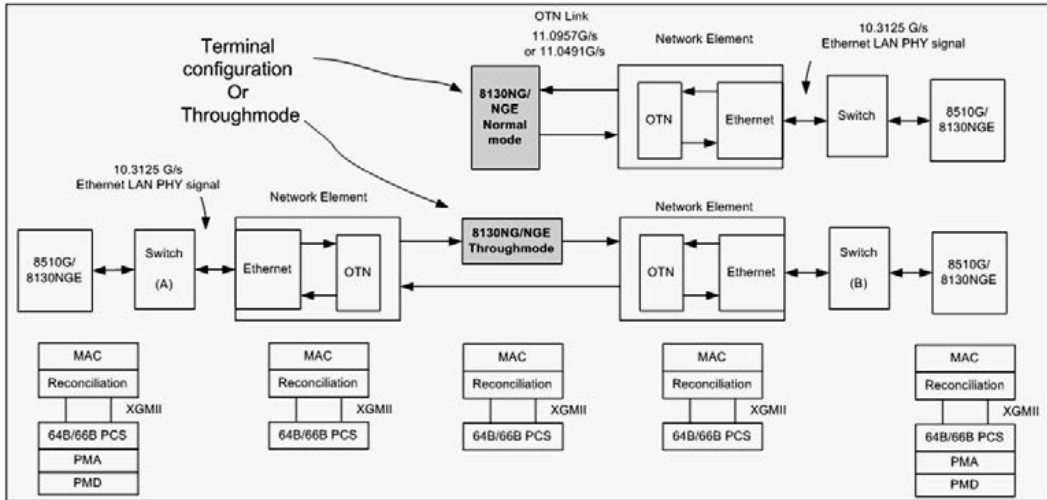 OTN Link
11.0957G/s
or 11.0491G/s
Network Element
10.3125 G/s
Ethernet LAN PHY signal
Terminal
configuration
Or
Throughmode
8130NG/
NGE
Normal
mode
OTN
Ethernet
Switch
8510G/
8130NGE
10.3125 G/s
Ethernet LAN PHY signal
Network Element
Network Element
8510G/
8130NGE
Switch
(A)
Ethernet
OTN
8130NG/NGE
Throughmode
OTN
Ethernet
Switch
(B)
8510G/
8130NGE
MAC
Reconciliation
XGMII
64B/66B PCS
PMA
PMD
MAC
Reconciliation
XGMII
64B/66B PCS
MAC
Reconciliation
XGMII
64B/66B PCS
MAC
Reconciliation
XGMII
64B/66B PCS
MAC
Reconciliation
XGMII
64B/66B PCS
PMA
PMD